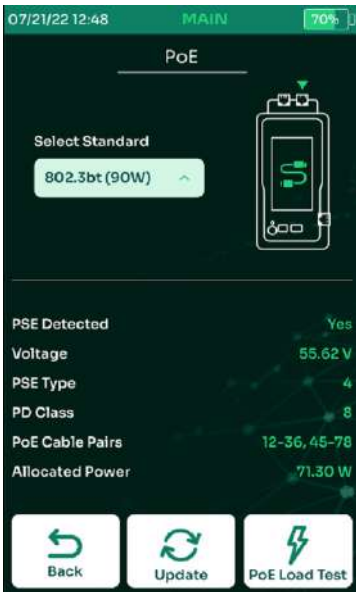 07/21/22 12:48 MAIN 70%
PoE
Select Standard
802.3bt (90W)
PSE Detected Yes
Voltage 55.62 V
PSE Type 4
PD Class 8
PoE Cable Pairs 12-36, 45-78
Allocated Power 71.30 W
Back Update PoE Load Test